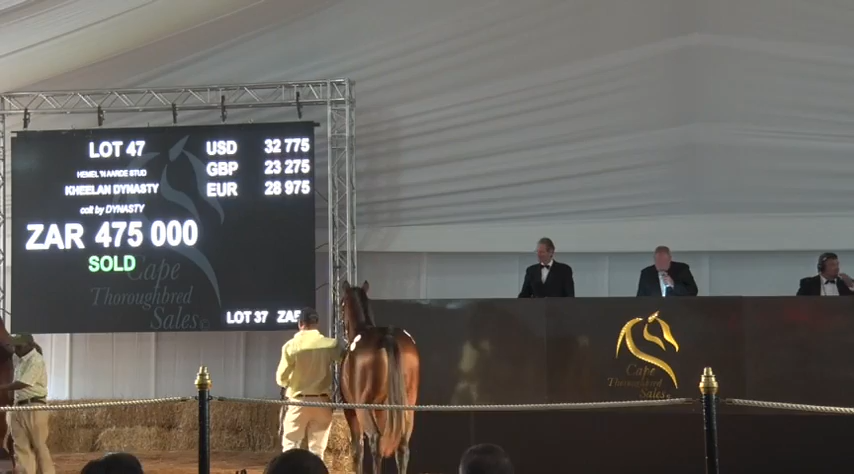 LOT 47
HEMEL 'N AARDE STUD
KHEELAN DYNASTY
colt by DYNASTY
USD 32 775
GBP 23 275
EUR 28 975
ZAR 475 000
SOLD
Cape
Thoroughbred
Sales
LOT 37 ZA
Cape
Thoroughbred
Sales